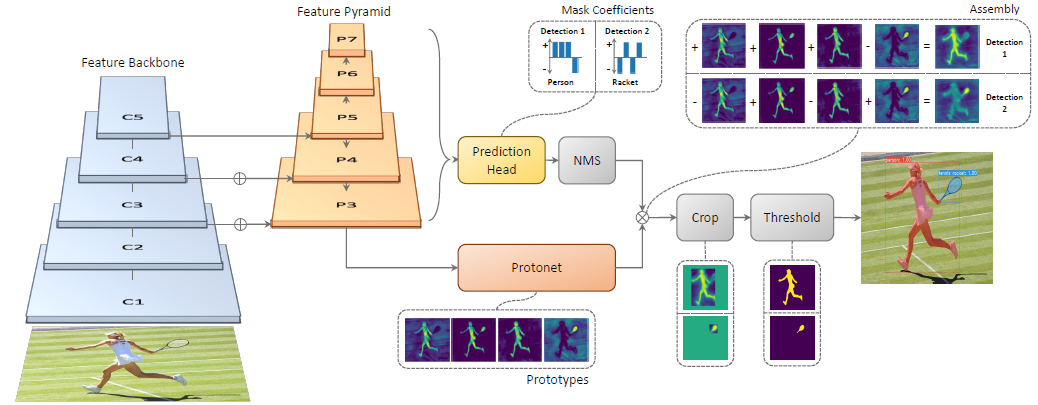 Feature Backbone
C5
C4
C3
C2
C1
Feature Pyramid
P7
P6
P5
P4
P3
Mask Coefficients
Detection 1
+
-
Person
Detection 2
+
-
Racket
Assembly
+ + + - = Detection 1
- + - + = Detection 2
Prediction
Head
NMS
Crop
Threshold
Protonet
Prototypes
person: 1.00
tennis racket: 1.00